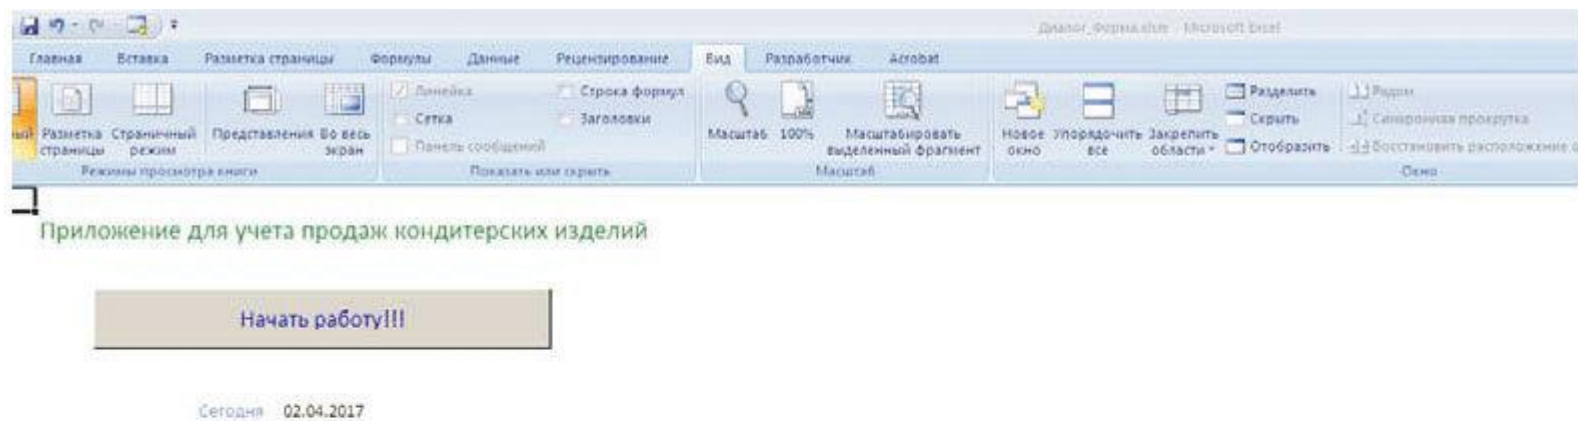 Диалог_Форма.xlsm - Microsoft Excel
Главная Вставка Разметка страницы Формулы Данные Рецензирование Вид Разработчик Acrobat
Линейка Строка формул Разделить Рядом
Сетка Заголовки Скрыть Синхронная прокрутка
Разметка Страничный Представления Во весь Масштаб 100% Масштабировать Новое Упорядочить Закрепить
страницы режим экран Панель сообщений выделенный фрагмент окно все области Отобразить Восстановить расположение
Режимы просмотра книги Показать или скрыть Масштаб Окно
Приложение для учета продаж кондитерских изделий
Начать работу!!!
Сегодня 02.04.2017